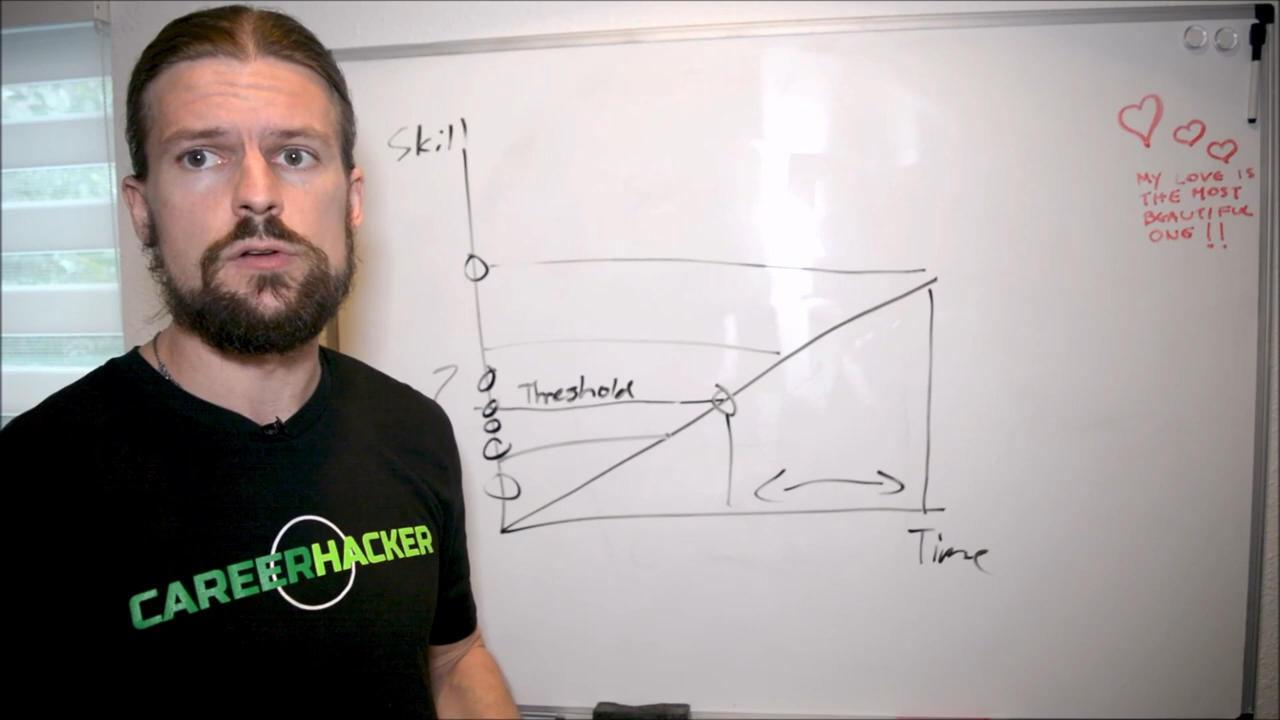 Skill
?
Threshold
Time
MY LOVE IS
THE MOST
BEAUTIFUL
ONE!!
CAREERHACKER